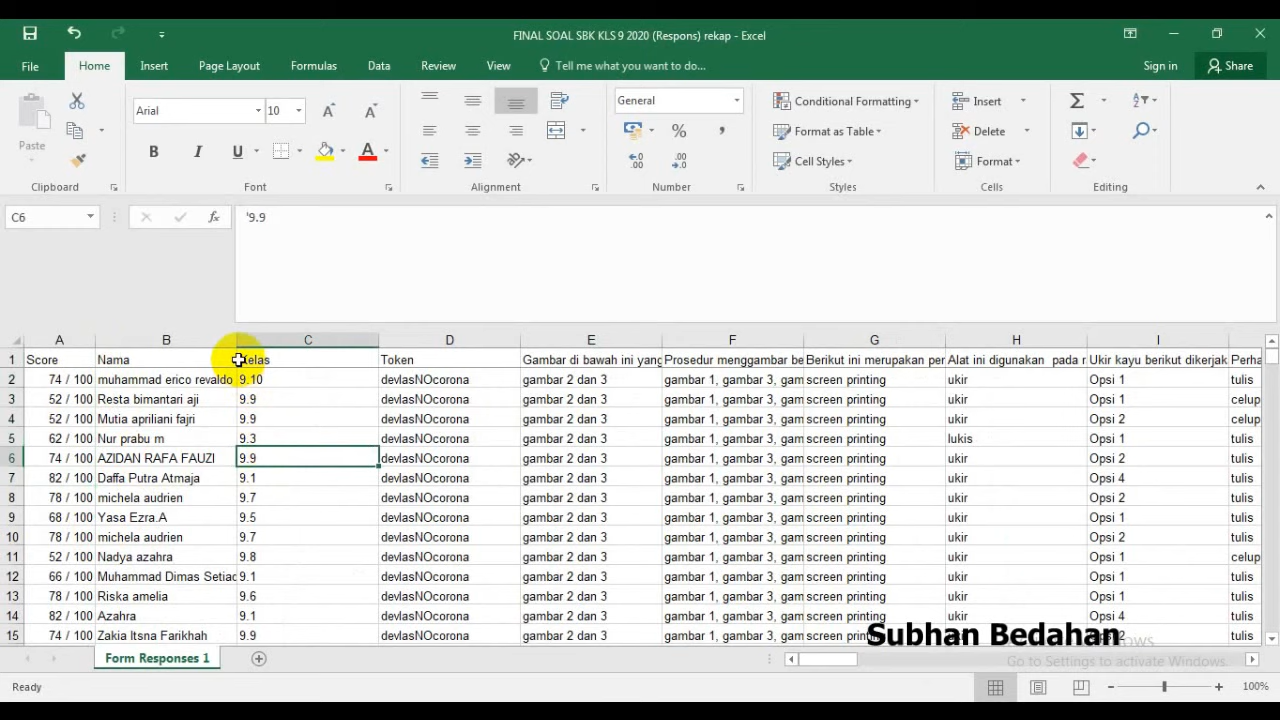 FINAL SOAL SBK KLS 9 2020 (Respons) rekap - Excel
File Home Insert Page Layout Formulas Data Review View Tell me what you want to do... Sign in Share
Paste
Arial 10
B I U A
General
% ,
Conditional Formatting
Format as Table
Cell Styles
Insert
Delete
Format
Clipboard Font Alignment Number Styles Cells Editing
C6 fx '9.9
A B C D E F G H I
1 Score Nama Kelas Token Gambar di bawah ini yang Prosedur menggambar be Berikut ini merupakan per Alat ini digunakan pada Ukir kayu berikut dikerjak Perha
2 74 / 100 muhammad erico revaldo 9.10 devlasNOcorona gambar 2 dan 3 gambar 1, gambar 3, gam screen printing ukir Opsi 1 tulis
3 52 / 100 Resta bimantari aji 9.9 devlasNOcorona gambar 2 dan 3 gambar 1, gambar 3, gam screen printing ukir Opsi 1 celup
4 52 / 100 Mutia apriliani fajri 9.9 devlasNOcorona gambar 2 dan 3 gambar 1, gambar 3, gam screen printing ukir Opsi 2 celup
5 62 / 100 Nur prabu m 9.3 devlasNOcorona gambar 2 dan 3 gambar 1, gambar 3, gam screen printing lukis Opsi 1 tulis
6 74 / 100 AZIDAN RAFA FAUZI 9.9 devlasNOcorona gambar 2 dan 3 gambar 1, gambar 3, gam screen printing ukir Opsi 2 tulis
7 82 / 100 Daffa Putra Atmaja 9.1 devlasNOcorona gambar 2 dan 3 gambar 1, gambar 3, gam screen printing ukir Opsi 4 tulis
8 78 / 100 michela audrien 9.7 devlasNOcorona gambar 2 dan 3 gambar 1, gambar 3, gam screen printing ukir Opsi 2 tulis
9 68 / 100 Yasa Ezra.A 9.5 devlasNOcorona gambar 2 dan 3 gambar 1, gambar 3, gam screen printing ukir Opsi 1 tulis
10 78 / 100 michela audrien 9.7 devlasNOcorona gambar 2 dan 3 gambar 1, gambar 3, gam screen printing ukir Opsi 2 tulis
11 52 / 100 Nadya azahra 9.8 devlasNOcorona gambar 2 dan 3 gambar 1, gambar 3, gam screen printing ukir Opsi 1 celup
12 66 / 100 Muhammad Dimas Setiad 9.1 devlasNOcorona gambar 2 dan 3 gambar 1, gambar 3, gam screen printing ukir Opsi 1 tulis
13 78 / 100 Riska amelia 9.6 devlasNOcorona gambar 2 dan 3 gambar 1, gambar 3, gam screen printing ukir Opsi 1 tulis
14 82 / 100 Azahra 9.1 devlasNOcorona gambar 2 dan 3 gambar 1, gambar 3, gam screen printing ukir Opsi 4 tulis
15 74 / 100 Zakia Itsna Farikhah 9.9 devlasNOcorona gambar 2 dan 3 gambar 1, gambar 3, gam screen printing ukir 2 tulis
Subhan Bedahan
Go to Settings to activate Windows.
Form Responses 1
Ready 100%